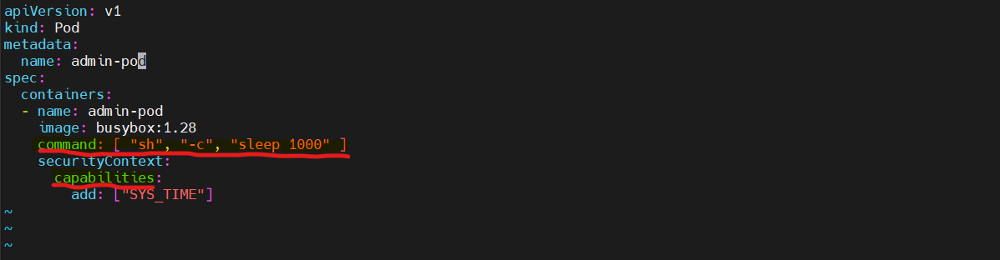 apiVersion: v1
kind: Pod
metadata:
  name: admin-pod
spec:
  containers:
  - name: admin-pod
    image: busybox:1.28
    command: [ "sh", "-c", "sleep 1000" ]
    securityContext:
      capabilities:
        add: ["SYS_TIME"]
~
~
~